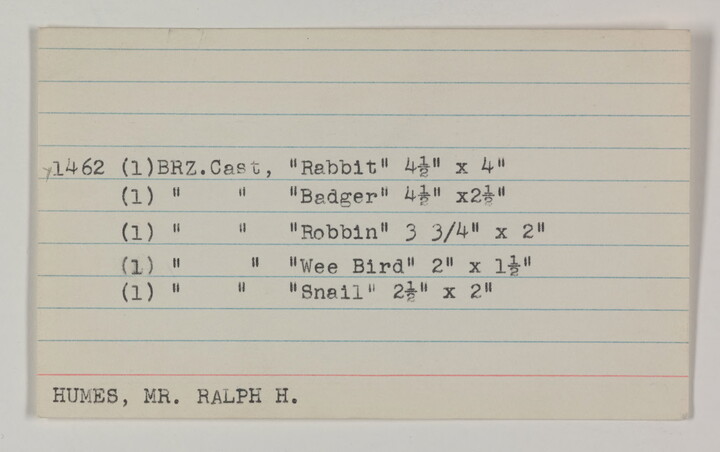 y1462 (1)BRZ.Cast, "Rabbit" 4½" x 4"
(1) " " "Badger" 4½" x2½"
(1) " " "Robbin" 3 3/4" x 2"
(1) " " "Wee Bird" 2" x 1½"
(1) " " "Snail" 2½" x 2"
HUMES, MR. RALPH H.